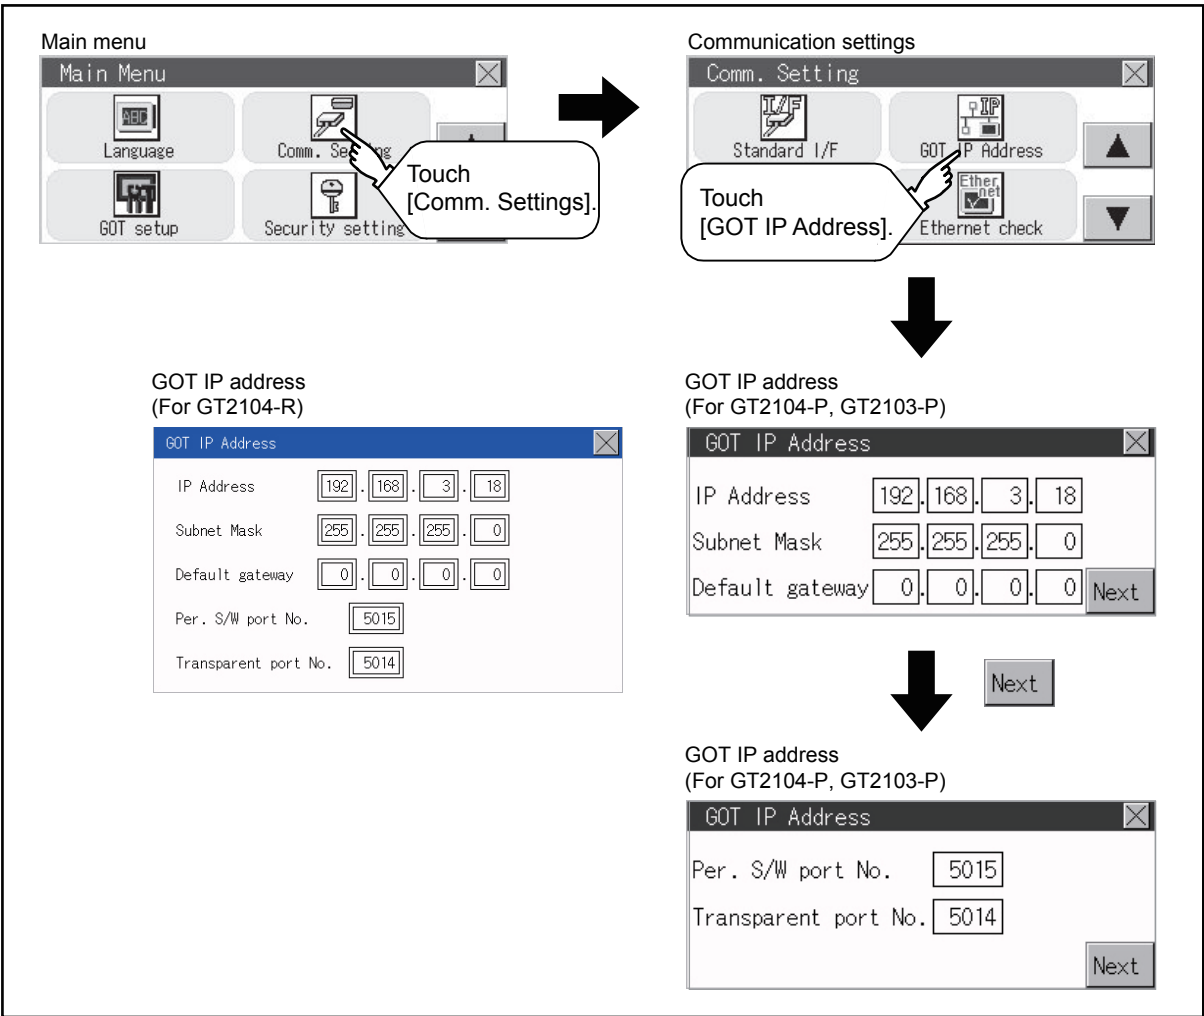 Main menu
Main Menu
Language
Comm. Setting
GOT setup
Security setting
Touch
[Comm. Settings].
Communication settings
Comm. Setting
I/F
Standard I/F
IP
GOT IP Address
Ether
net
Ethernet check
Touch
[GOT IP Address].
GOT IP address
(For GT2104-R)
GOT IP Address
IP Address 192 . 168 . 3 . 18
Subnet Mask 255 . 255 . 255 . 0
Default gateway 0 . 0 . 0 . 0
Per. S/W port No. 5015
Transparent port No. 5014
GOT IP address
(For GT2104-P, GT2103-P)
GOT IP Address
IP Address 192 . 168 . 3 . 18
Subnet Mask 255 . 255 . 255 . 0
Default gateway 0 . 0 . 0 . 0 Next
Next
GOT IP address
(For GT2104-P, GT2103-P)
GOT IP Address
Per. S/W port No. 5015
Transparent port No. 5014
Next